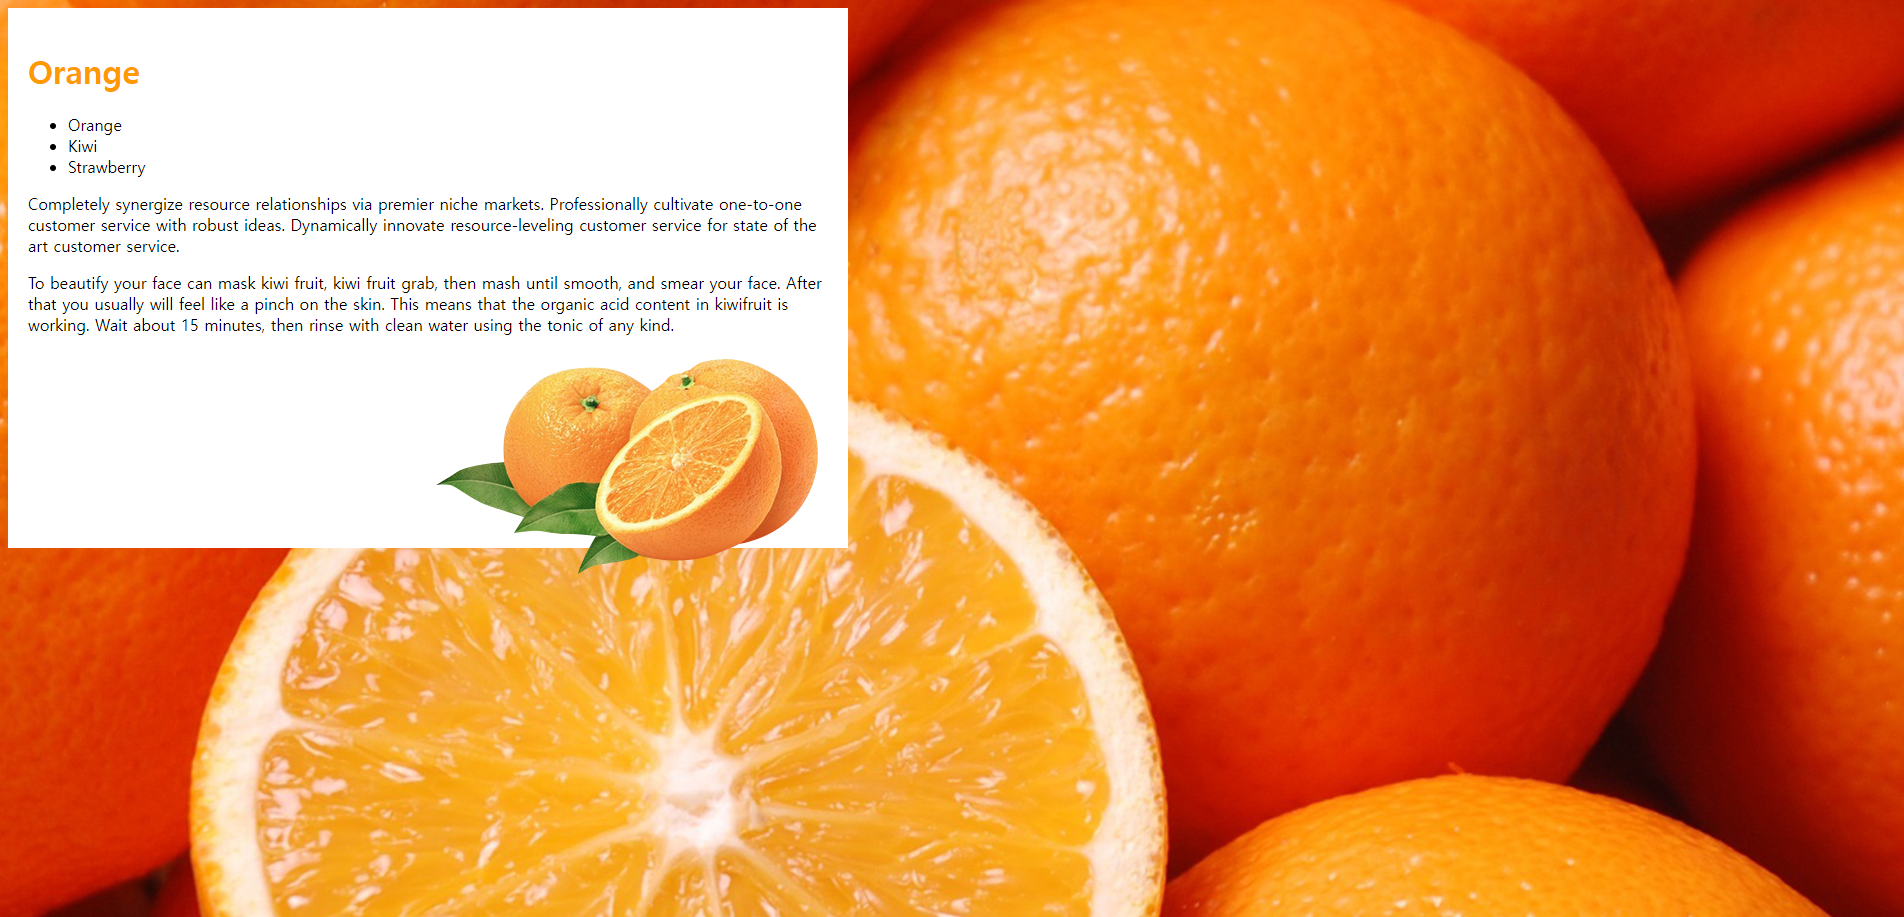 Orange
Orange
Kiwi
Strawberry
Completely synergize resource relationships via premier niche markets. Professionally cultivate one-to-one
customer service with robust ideas. Dynamically innovate resource-leveling customer service for state of the
art customer service.
To beautify your face can mask kiwi fruit, kiwi fruit grab, then mash until smooth, and smear your face. After
that you usually will feel like a pinch on the skin. This means that the organic acid content in kiwifruit is
working. Wait about 15 minutes, then rinse with clean water using the tonic of any kind.